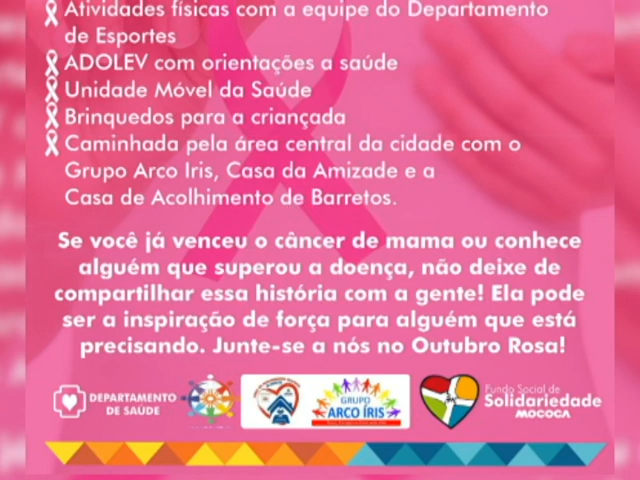 Atividades físicas com a equipe do Departamento
de Esportes
ADOLEV com orientações a saúde
Unidade Móvel da Saúde
Brinquedos para a criançada
Caminhada pela área central da cidade com o
Grupo Arco Iris, Casa da Amizade e a
Casa de Acolhimento de Barretos.
Se você já venceu o câncer de mama ou conhece
alguém que superou a doença, não deixe de
compartilhar essa história com a gente! Ela pode
ser a inspiração de força para alguém que está
precisando. Junte-se a nós no Outubro Rosa!
DEPARTAMENTO
DE SAÚDE
GRUPO
ARCO ÍRIS
Fundo Social de
Solidariedade
MOCOCA